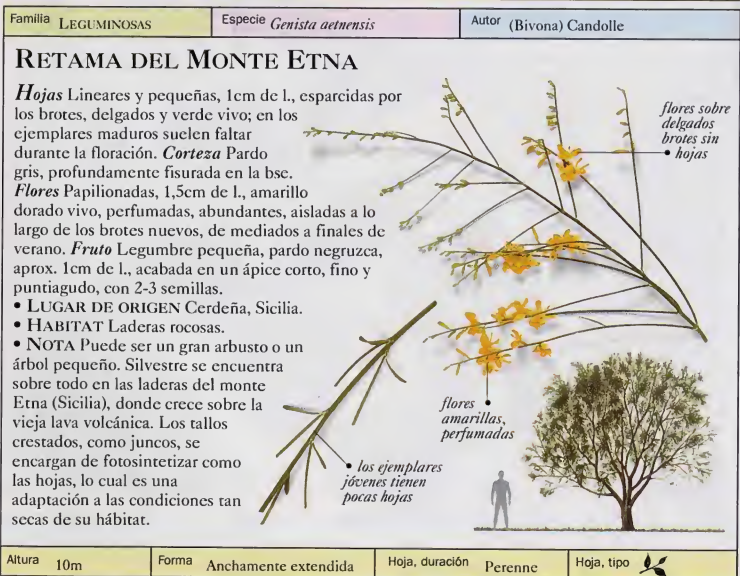 Familia LEGUMINOSAS
Especie Genista aetnensis
Autor (Bivona) Candolle
RETAMA DEL MONTE ETNA
Hojas Lineares y pequeñas, 1cm de l., esparcidas por
los brotes, delgados y verde vivo; en los
ejemplares maduros suelen faltar
durante la floración. Corteza Pardo
gris, profundamente fisurada en la bsc.
Flores Papilionadas, 1,5cm de l., amarillo
dorado vivo, perfumadas, abundantes, aisladas a lo
largo de los brotes nuevos, de mediados a finales de
verano. Fruto Legumbre pequeña, pardo negruzca,
aprox. 1cm de l., acabada en un ápice corto, fino y
puntiagudo, con 2-3 semillas.
• LUGAR DE ORIGEN Cerdeña, Sicilia.
• HABITAT Laderas rocosas.
• NOTA Puede ser un gran arbusto o un
árbol pequeño. Silvestre se encuentra
sobre todo en las laderas del monte
Etna (Sicilia), donde crece sobre la
vieja lava volcánica. Los tallos
crestados, como juncos, se
encargan de fotosintetizar como
las hojas, lo cual es una
adaptación a las condiciones tan
secas de su hábitat.
flores sobre
delgados
brotes sin
hojas
flores
amarillas,
perfumadas
los ejemplares
jóvenes tienen
pocas hojas
Altura 10m
Forma Anchamente extendida
Hoja, duración Perenne
Hoja, tipo